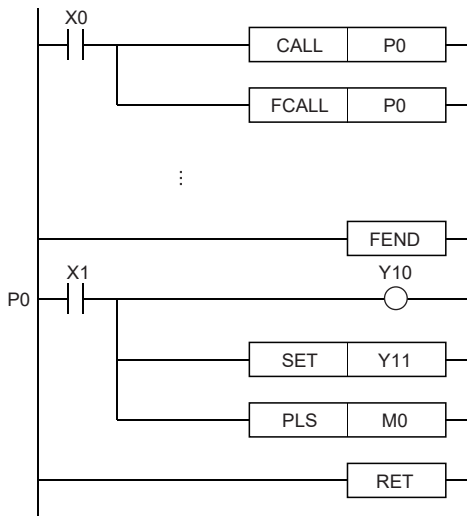 X0
CALL P0
FCALL P0
⋮
FEND
X1 Y10
P0
SET Y11
PLS M0
RET